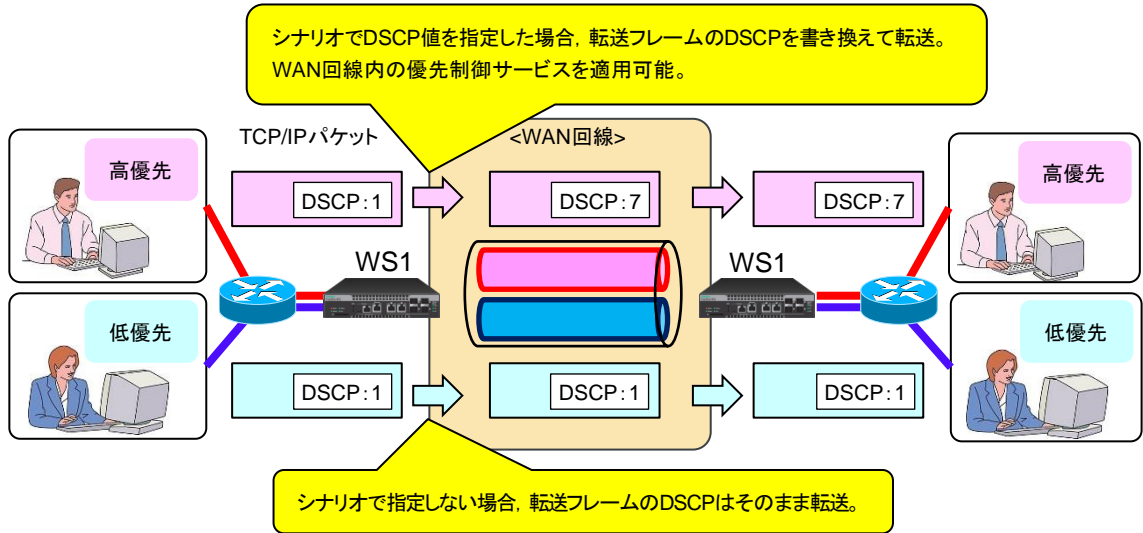 シナリオでDSCP値を指定した場合, 転送フレームのDSCPを書き換えて転送。
WAN回線内の優先制御サービスを適用可能。
TCP/IPパケット
<WAN回線>
高優先
DSCP:1
DSCP:7
DSCP:7
高優先
WS1
WS1
低優先
DSCP:1
DSCP:1
DSCP:1
低優先
シナリオで指定しない場合, 転送フレームのDSCPはそのまま転送。